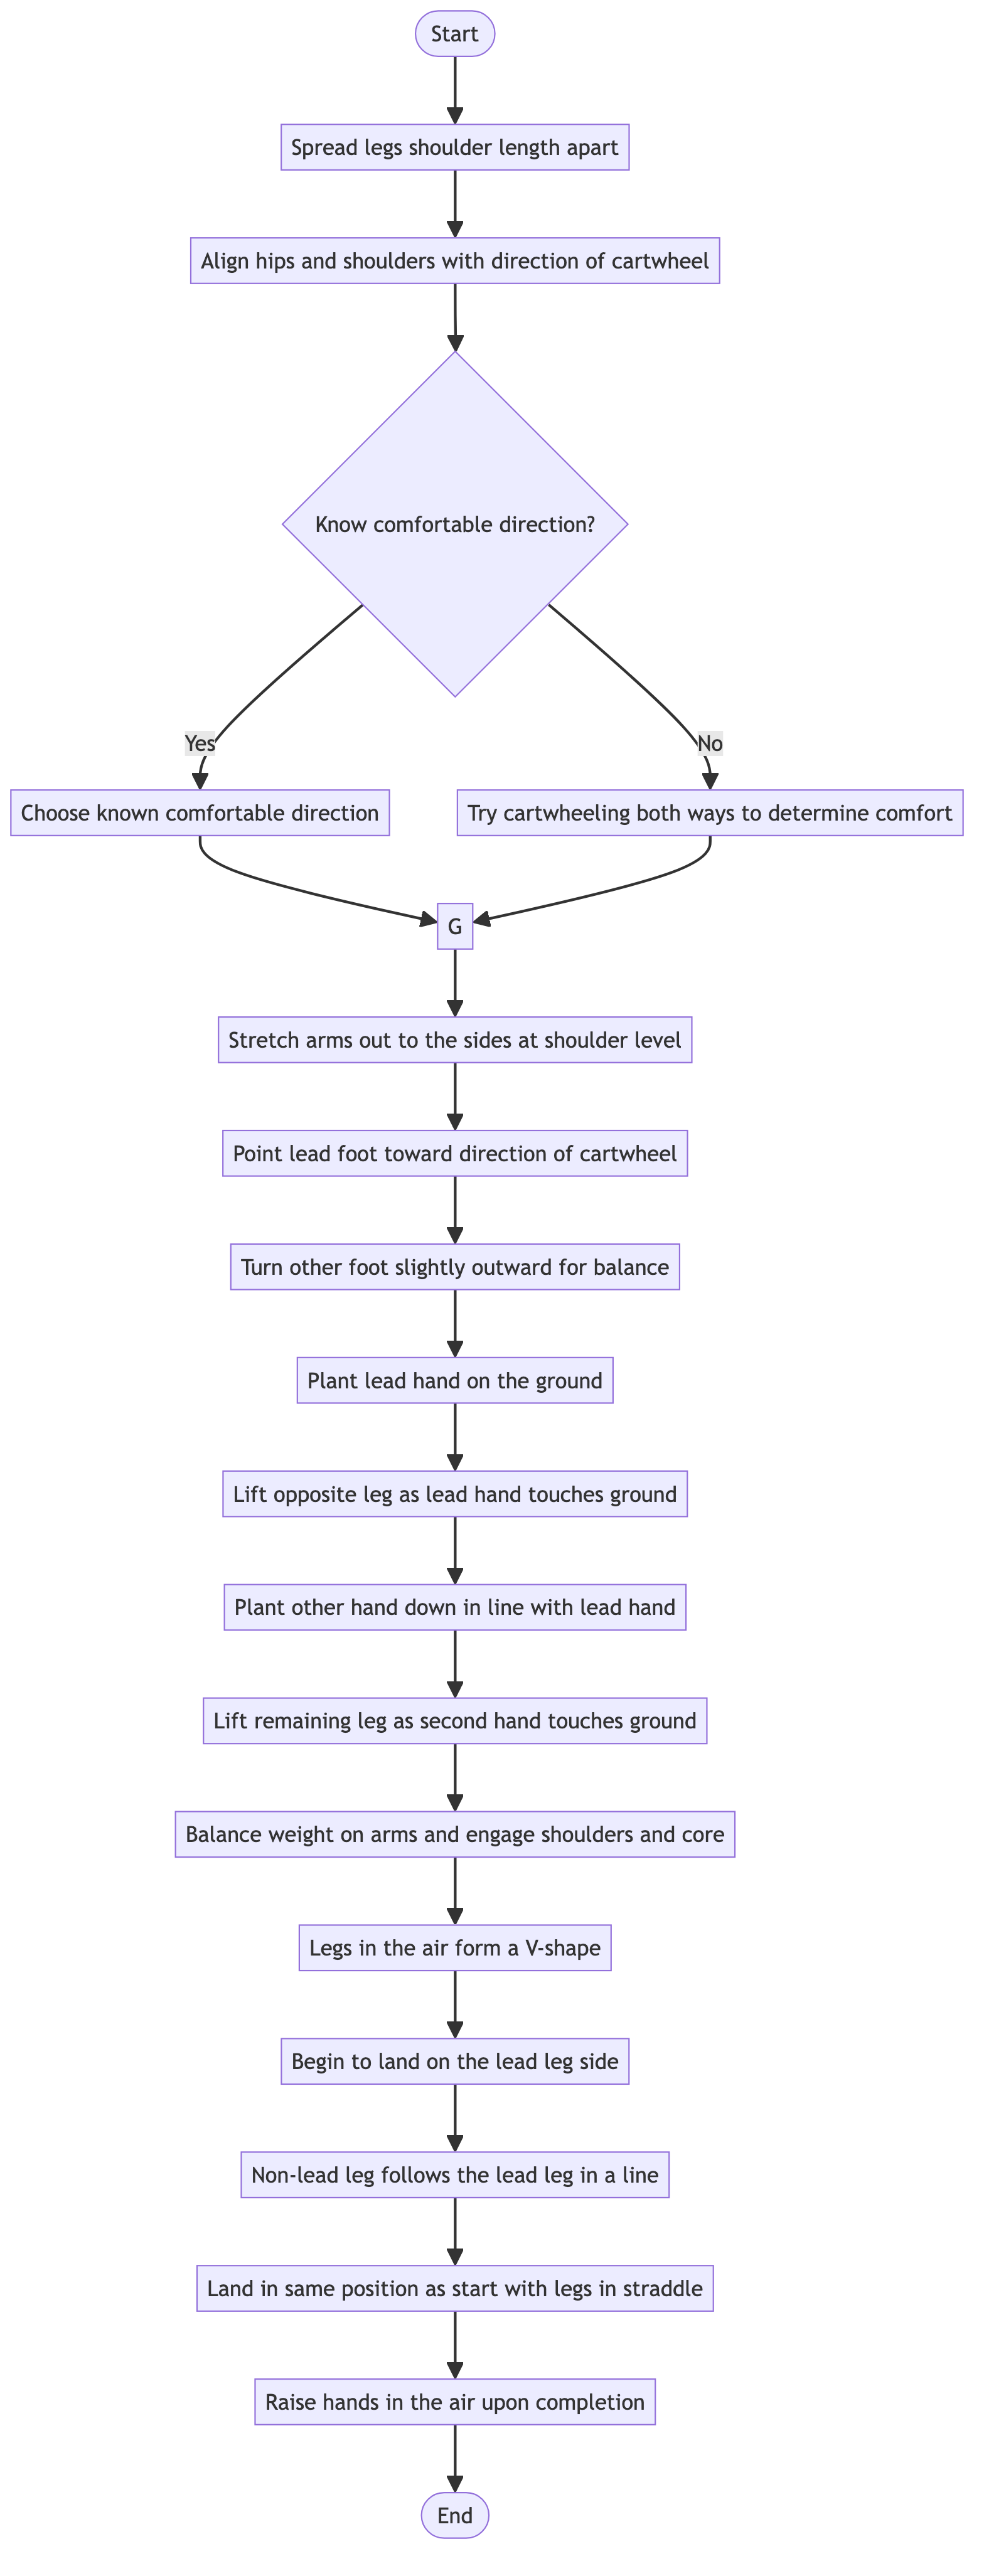 Start
Spread legs shoulder length apart
Align hips and shoulders with direction of cartwheel
Know comfortable direction?
Yes
No
Choose known comfortable direction
Try cartwheeling both ways to determine comfort
G
Stretch arms out to the sides at shoulder level
Point lead foot toward direction of cartwheel
Turn other foot slightly outward for balance
Plant lead hand on the ground
Lift opposite leg as lead hand touches ground
Plant other hand down in line with lead hand
Lift remaining leg as second hand touches ground
Balance weight on arms and engage shoulders and core
Legs in the air form a V-shape
Begin to land on the lead leg side
Non-lead leg follows the lead leg in a line
Land in same position as start with legs in straddle
Raise hands in the air upon completion
End